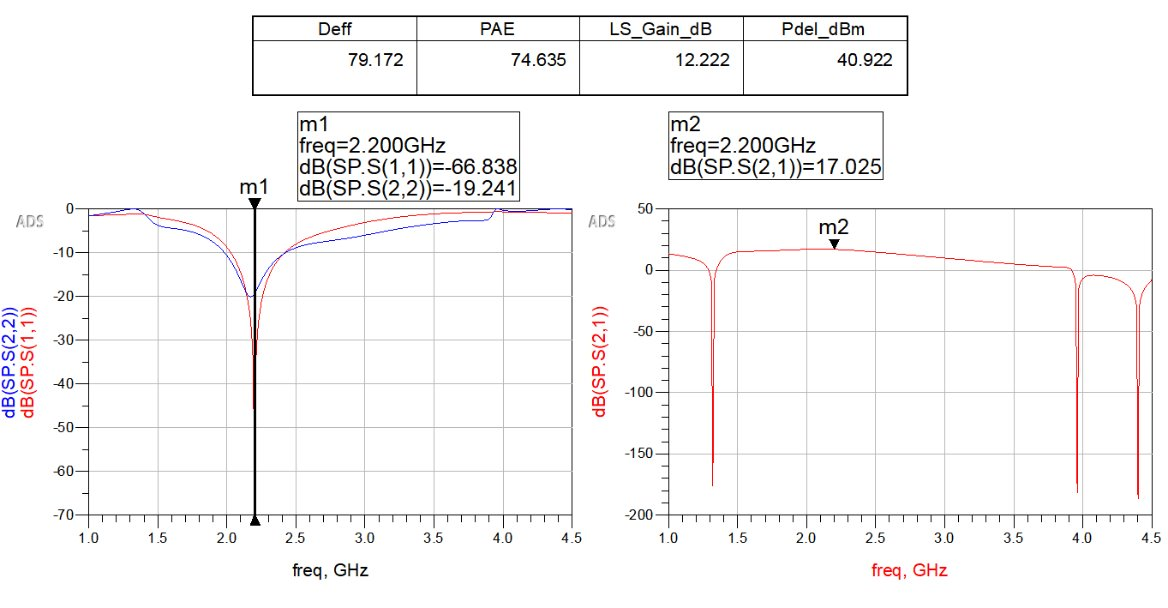 Deff PAE LS_Gain_dB Pdel_dBm
79.172 74.635 12.222 40.922
m1
freq=2.200GHz
dB(SP.S(1,1))=-66.838
dB(SP.S(2,2))=-19.241
m2
freq=2.200GHz
dB(SP.S(2,1))=17.025
m1
ADS
0
-10
-20
-30
-40
-50
-60
-70
dB(SP.S(2,2))
dB(SP.S(1,1))
1.0 1.5 2.0 2.5 3.0 3.5 4.0 4.5
freq, GHz
m2
ADS
50
0
-50
-100
-150
-200
dB(SP.S(2,1))
1.0 1.5 2.0 2.5 3.0 3.5 4.0 4.5
freq, GHz